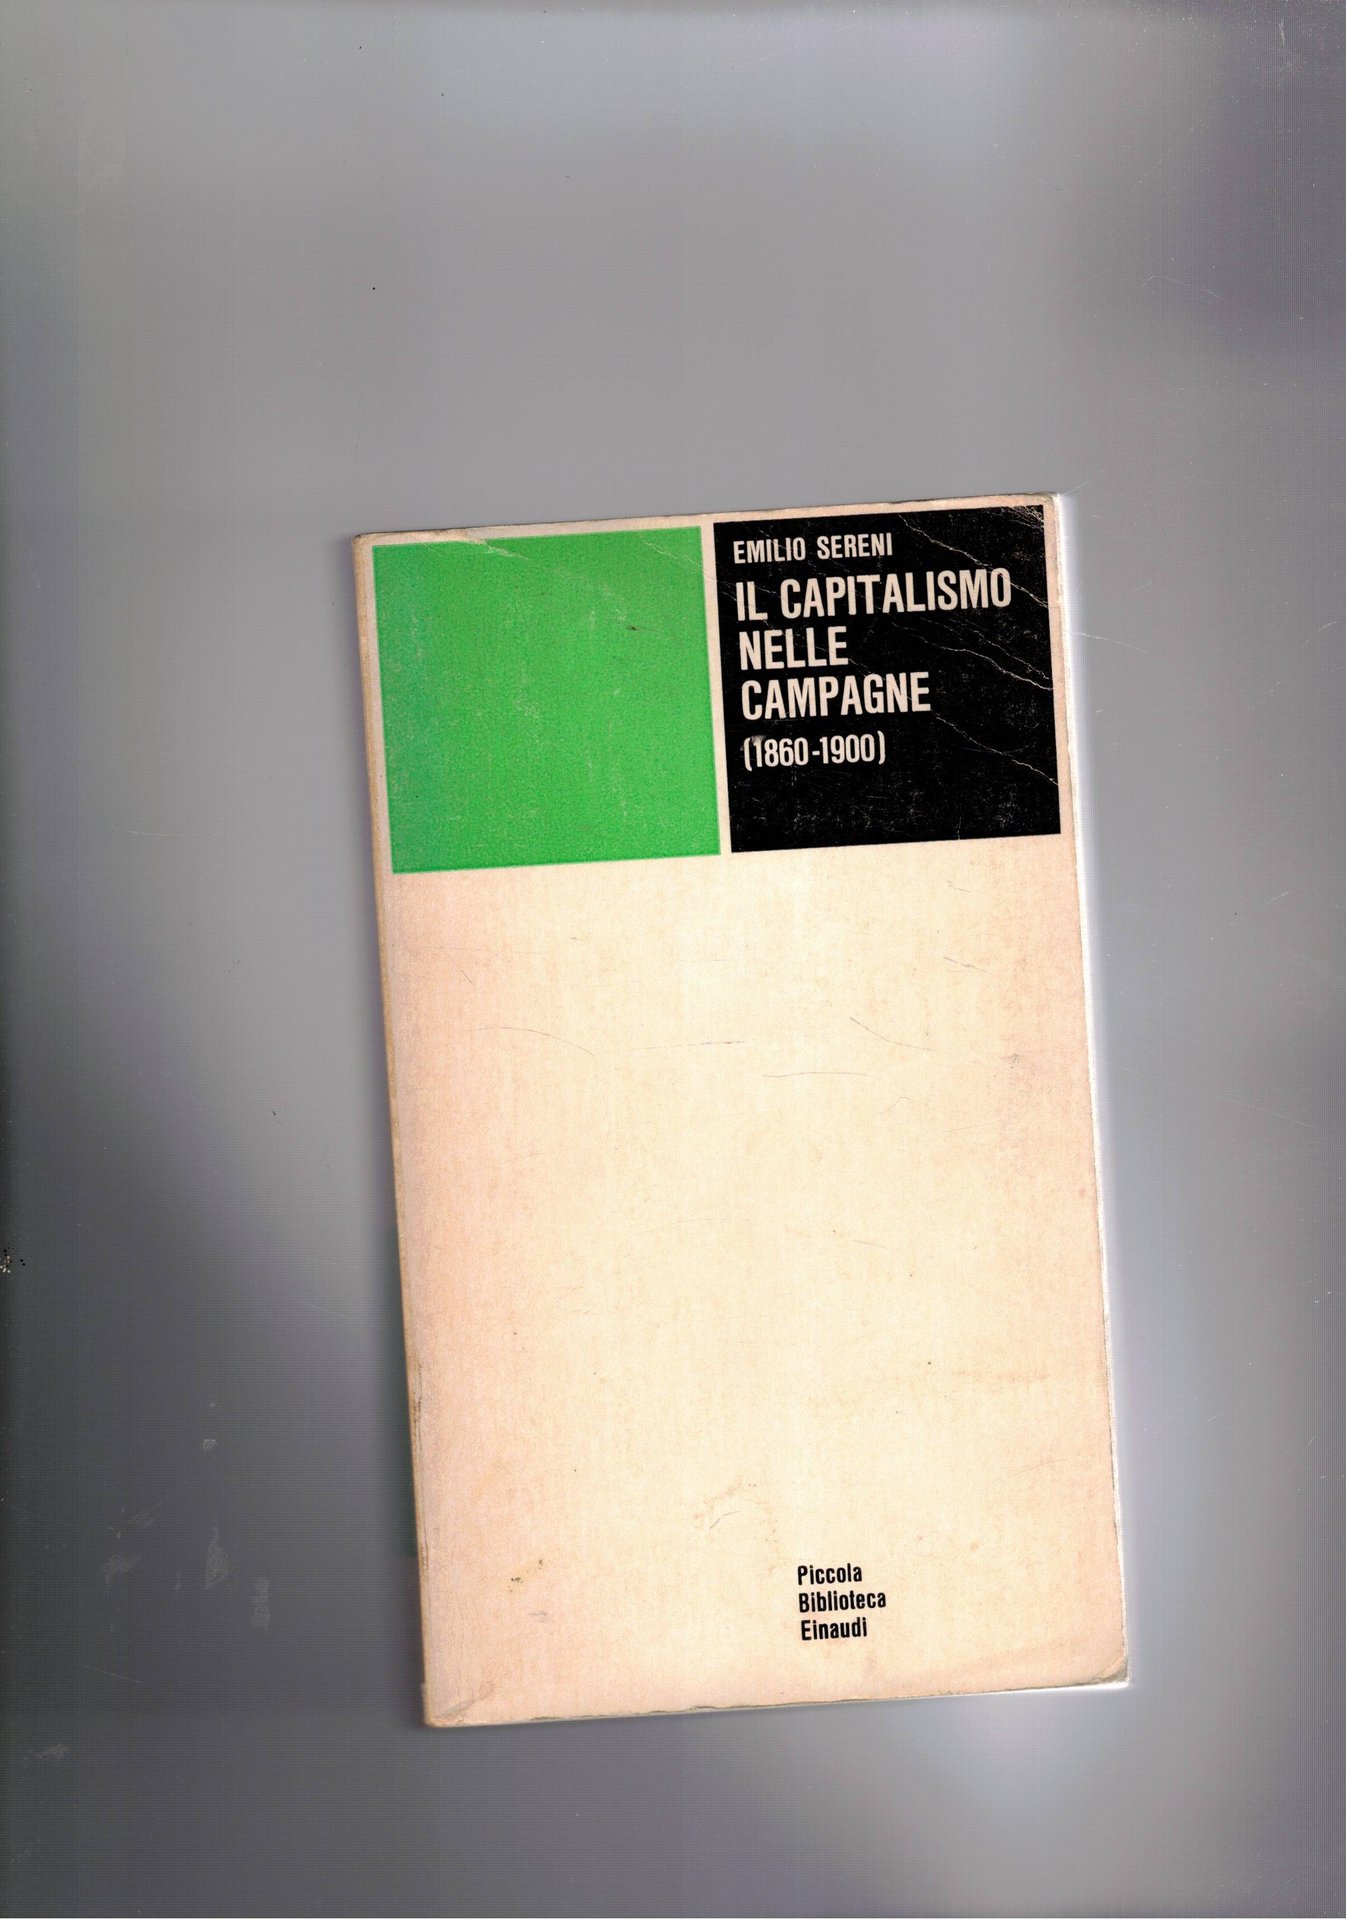 EMILIO SERENI
IL CAPITALISMO
NELLE
CAMPAGNE
(1860-1900)
Piccola
Biblioteca
Einaudi